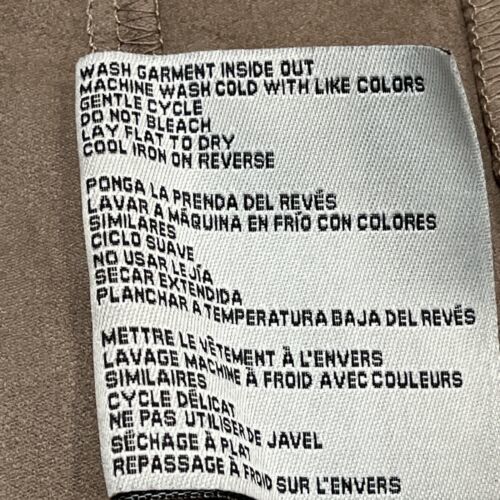 WASH GARMENT INSIDE OUT
MACHINE WASH COLD WITH LIKE COLORS
GENTLE CYCLE
DO NOT BLEACH
LAY FLAT TO DRY
COOL IRON ON REVERSE
PONGA LA PRENDA DEL REVÉS
LAVAR A MÁQUINA EN FRÍO CON COLORES
SIMILARES
CICLO SUAVE
NO USAR LEJÍA
SECAR EXTENDIDA
PLANCHAR A TEMPERATURA BAJA DEL REVÉS
METTRE LE VÊTEMENT À L'ENVERS
LAVAGE MACHINE À FROID AVEC COULEURS
SIMILAIRES
CYCLE DÉLICAT
NE PAS UTILISER DE JAVEL
SÉCHAGE À PLAT
REPASSAGE À FROID SUR L'ENVERS